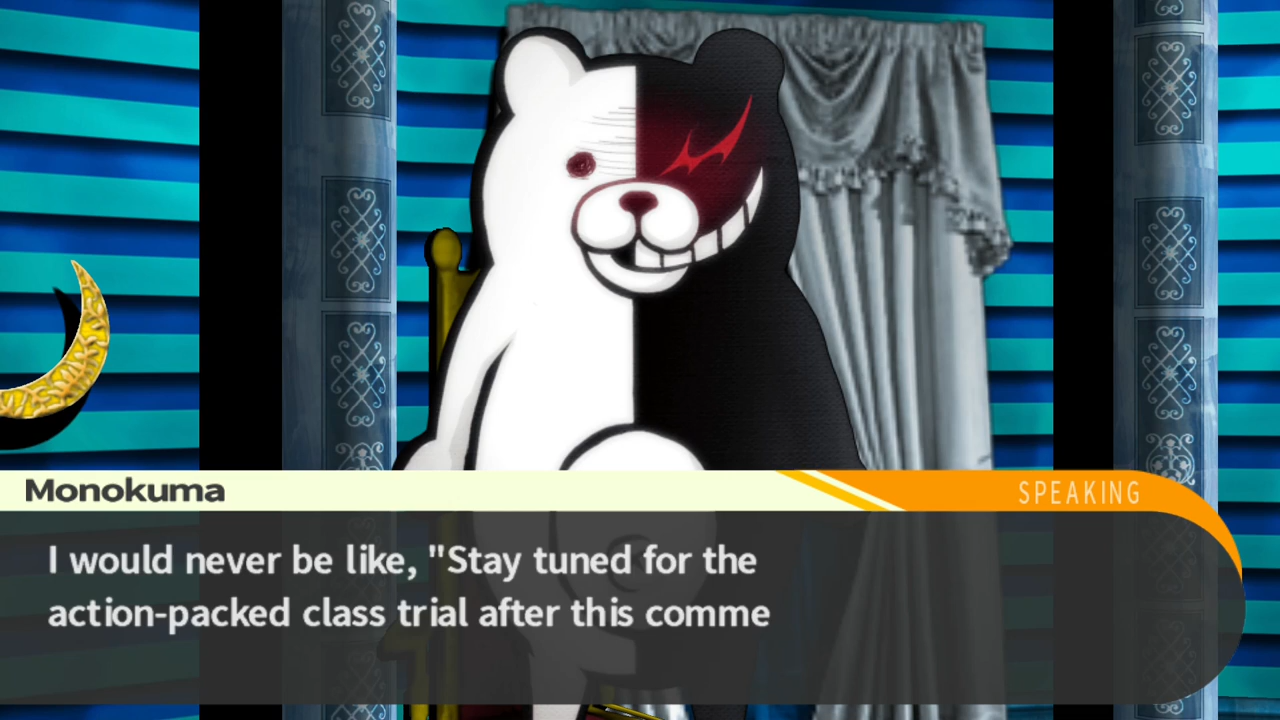 Monokuma
SPEAKING
I would never be like, "Stay tuned for the
action-packed class trial after this comme